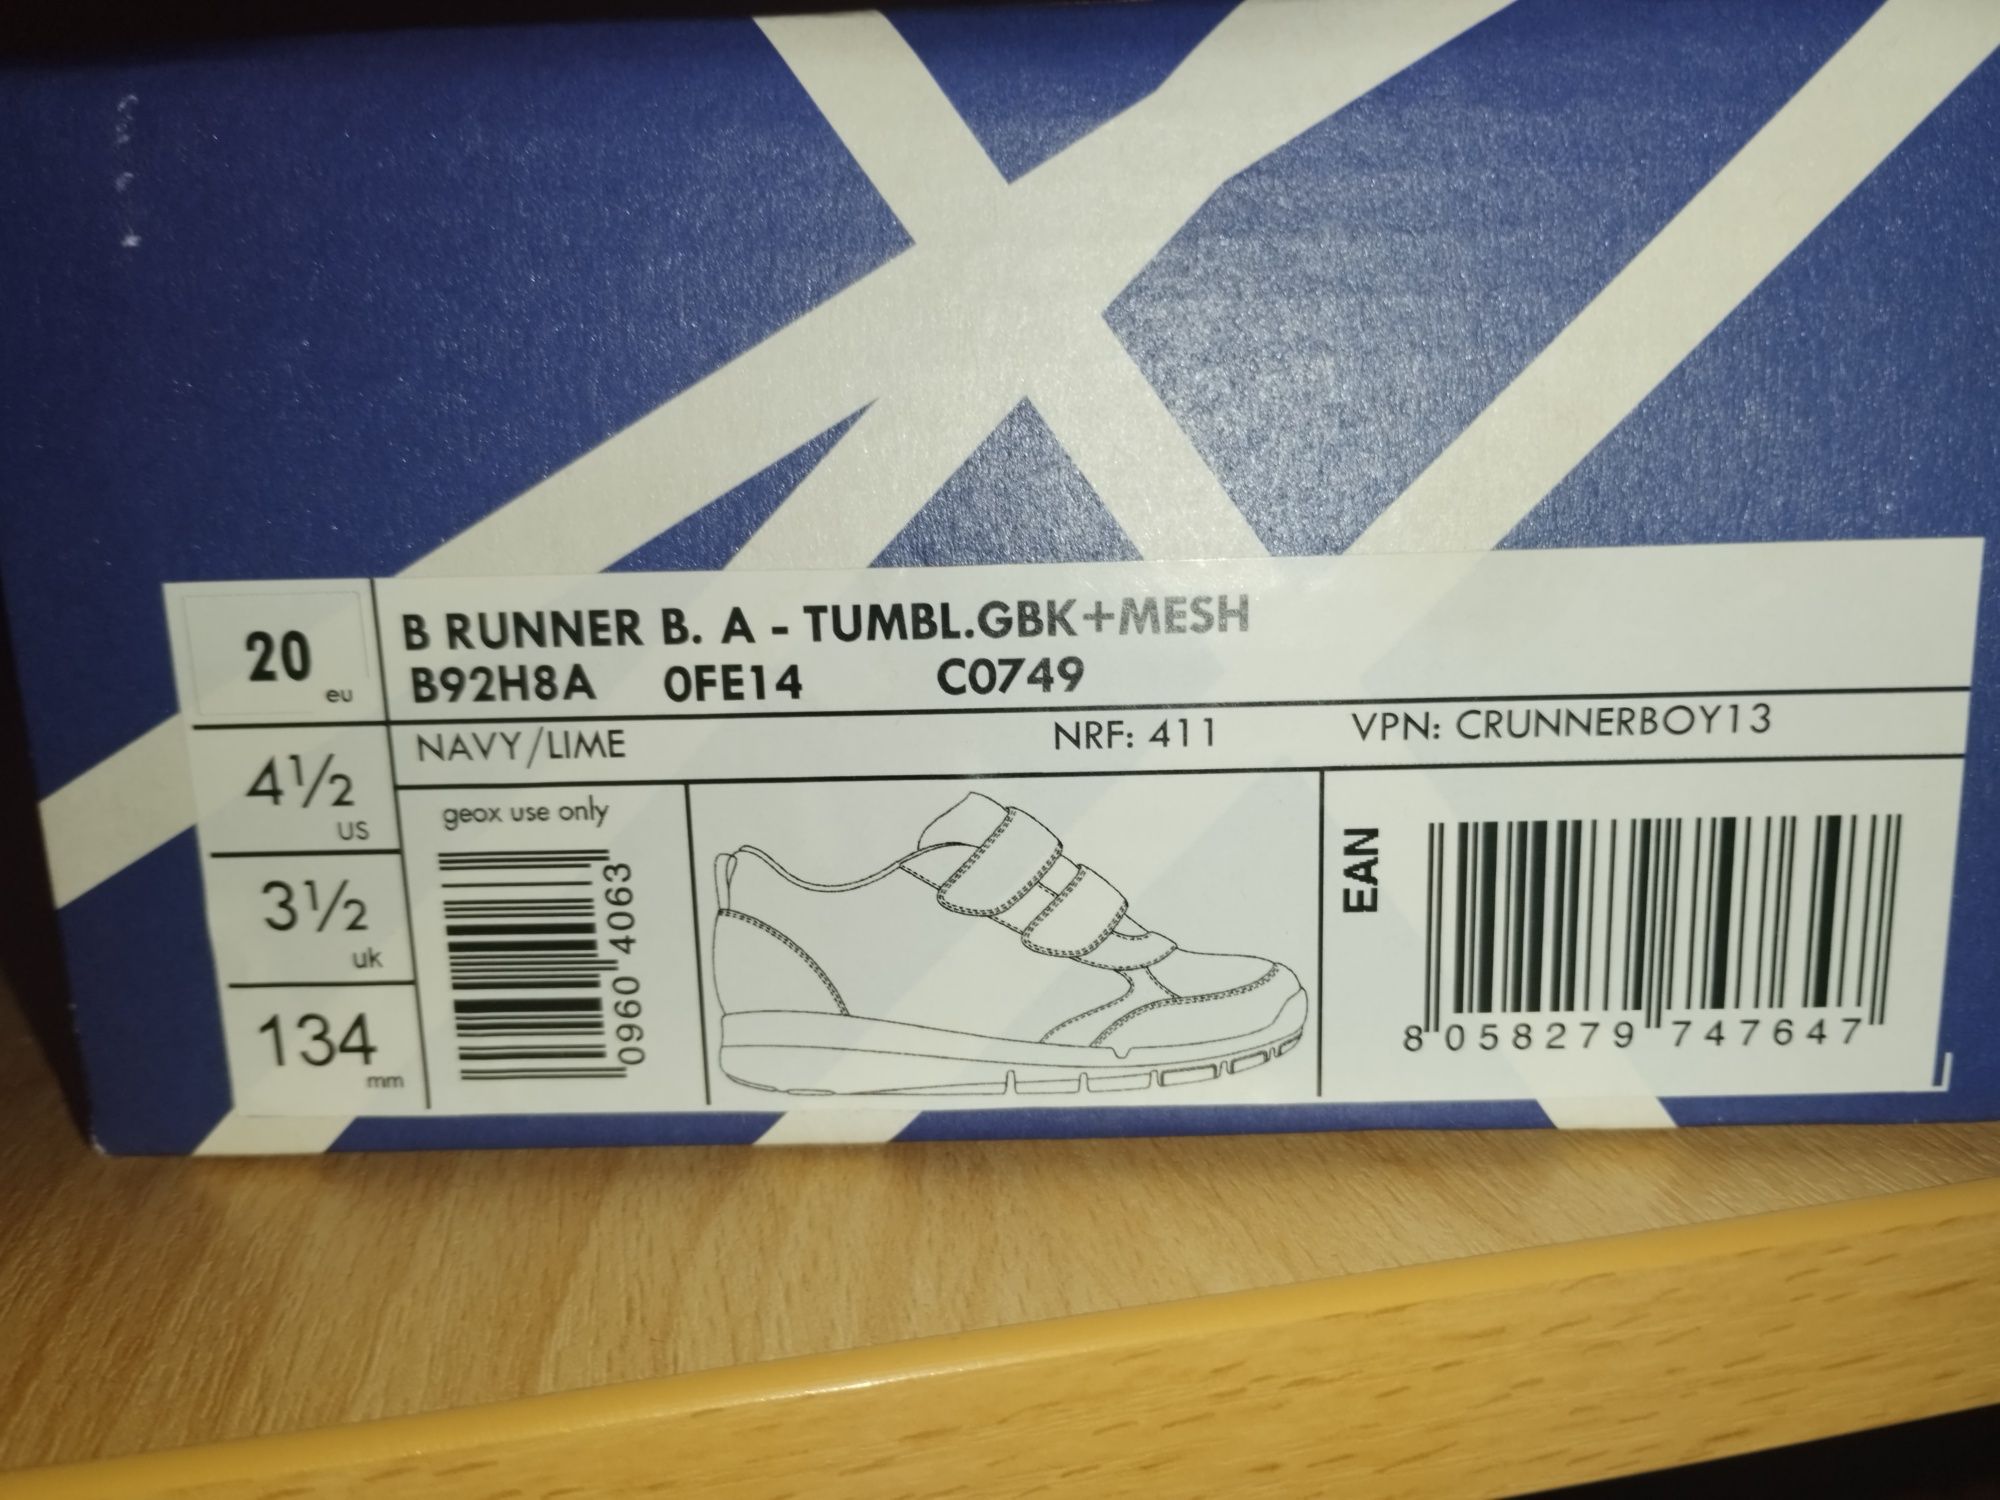 20 eu
B RUNNER B. A - TUMBL.GBK+MESH
B92H8A 0FE14 C0749
4½ US
NAVY/LIME NRF: 411 VPN: CRUNNERBOY13
3½ uk
134 mm
geox use only
0960 4063
EAN
8 058279 747647